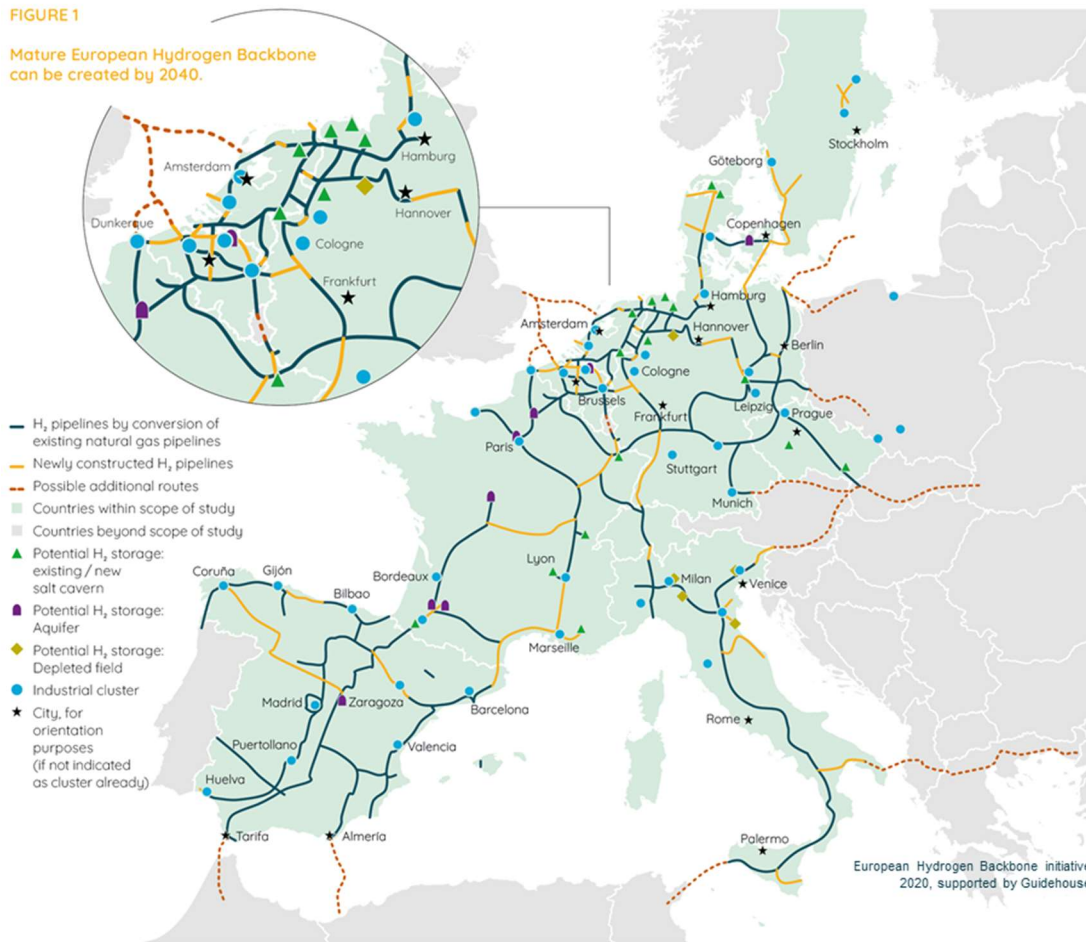 FIGURE 1
Mature European Hydrogen Backbone
can be created by 2040.
Amsterdam
Hamburg
Hannover
Dunkerque
Cologne
Frankfurt
H₂ pipelines by conversion of
existing natural gas pipelines
Newly constructed H₂ pipelines
Possible additional routes
Countries within scope of study
Countries beyond scope of study
Potential H₂ storage:
existing / new
salt cavern
Potential H₂ storage:
Aquifer
Potential H₂ storage:
Depleted field
Industrial cluster
City, for
orientation
purposes
(if not indicated
as cluster already)
Stockholm
Göteborg
Copenhagen
Hamburg
Amsterdam
Hannover
Berlin
Cologne
Brussels
Leipzig
Frankfurt
Prague
Paris
Stuttgart
Munich
Lyon
Milan
Venice
Bordeaux
Coruña
Gijón
Bilbao
Marseille
Madrid
Zaragoza
Barcelona
Rome
Puertollano
Valencia
Huelva
Tarifa
Almería
Palermo
European Hydrogen Backbone initiative
2020, supported by Guidehouse